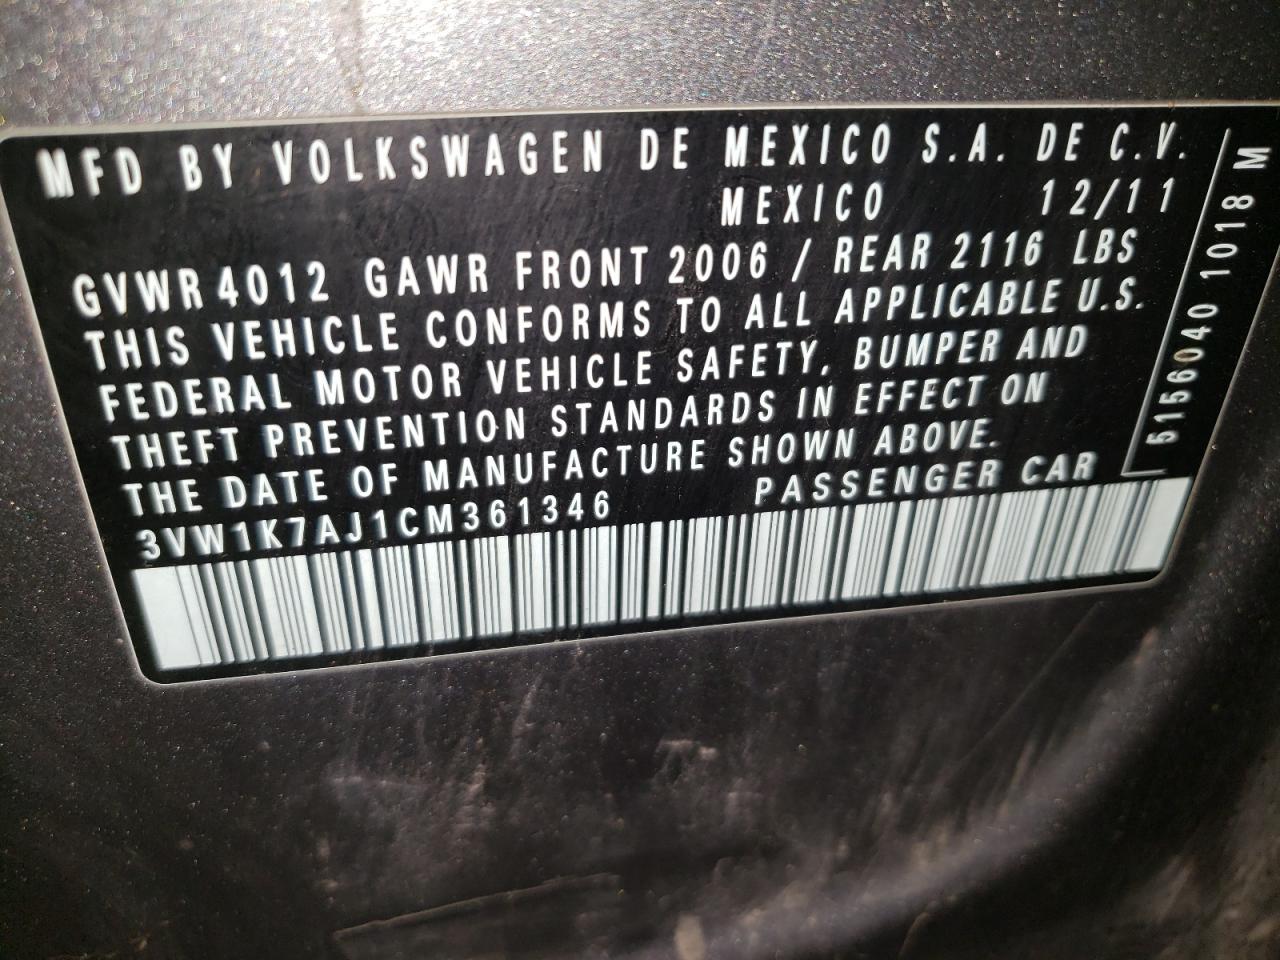 MFD BY VOLKSWAGEN DE MEXICO S.A. DE C.V.
MEXICO 12/11
GVWR 4012 GAWR FRONT 2006 / REAR 2116 LBS
THIS VEHICLE CONFORMS TO ALL APPLICABLE U.S.
FEDERAL MOTOR VEHICLE SAFETY, BUMPER AND
THEFT PREVENTION STANDARDS IN EFFECT ON
THE DATE OF MANUFACTURE SHOWN ABOVE.
3VW1K7AJ1CM361346 PASSENGER CAR
5156040 1018 M